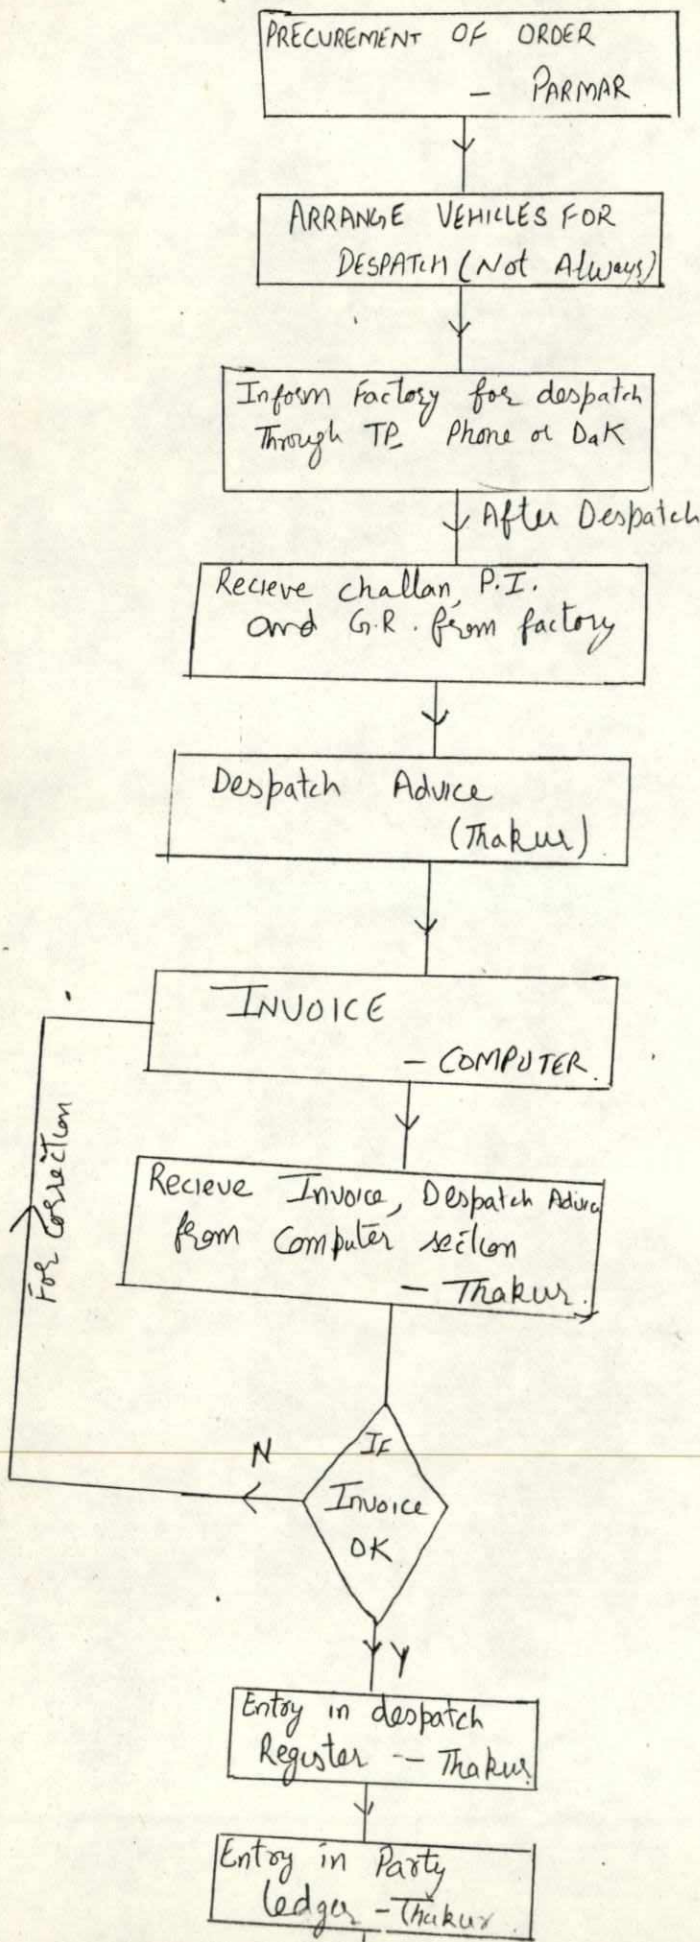 PRECUREMENT OF ORDER
— PARMAR
ARRANGE VEHICLES FOR
DESPATCH (Not Always)
Inform Factory for despatch
Through TP Phone or DaK
After Despatch
Recieve challan, P.I.
and G.R. from factory
Despatch Advice
(Thakur)
INVOICE
— COMPUTER.
For Correction
Recieve Invoice, Despatch Advice
from Computer section
— Thakur.
If
Invoice
OK
N
Y
Entry in despatch
Register — Thakur
Entry in Party
Ledger — Thakur